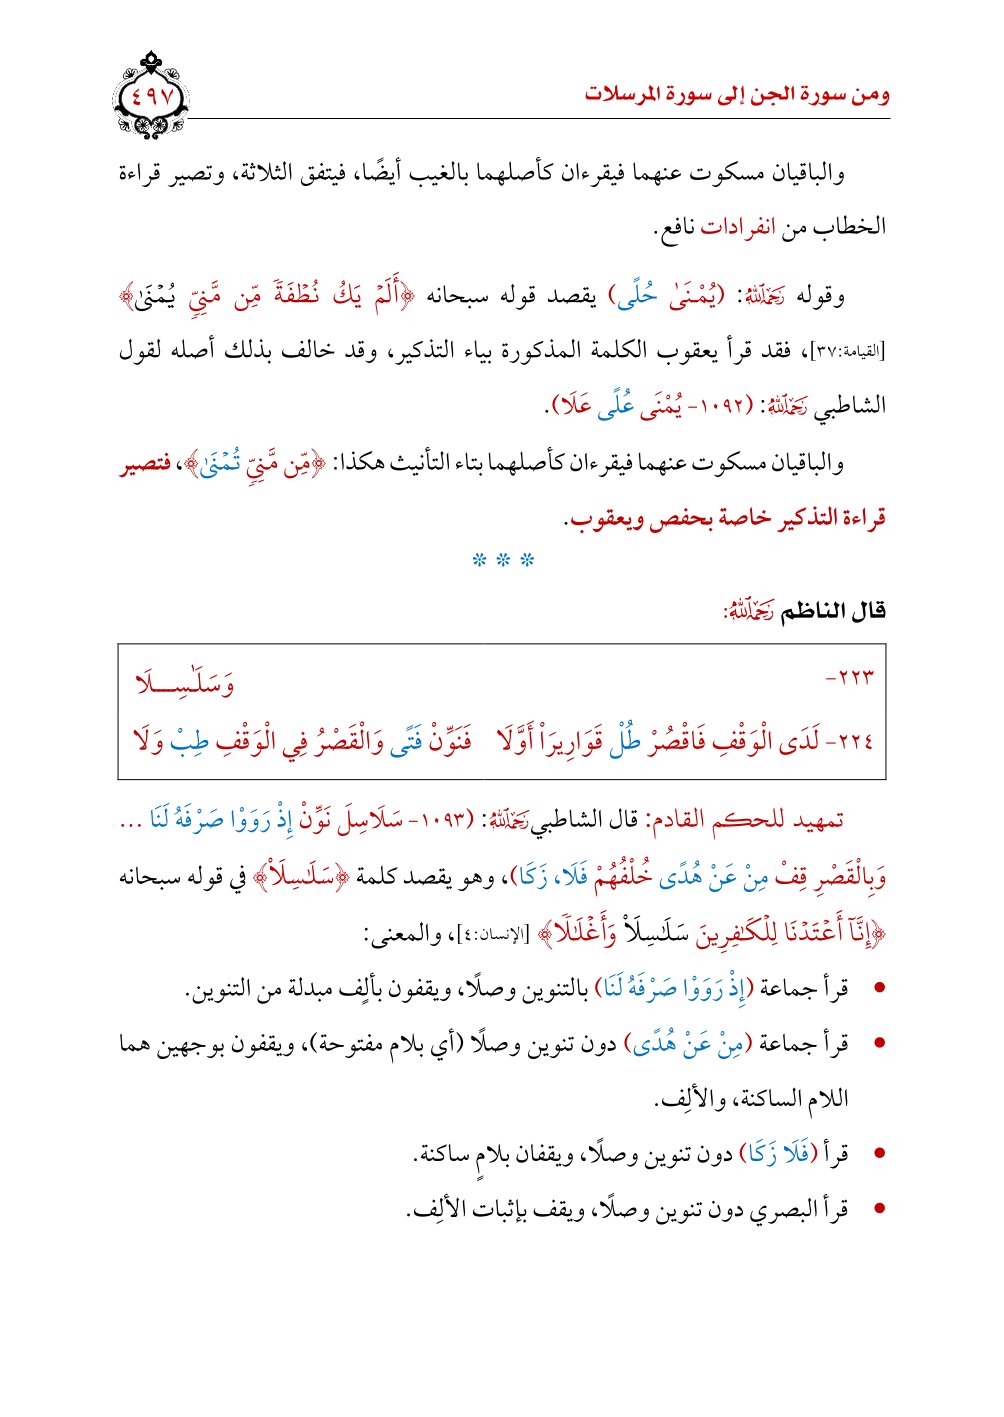 ومن سورة الجن إلى سورة المرسلات
٤٩٧
والباقيان مسكوت عنهما فيقرءان كأصلهما بالغيب أيضًا، فيتفق الثلاثة، وتصير قراءة
الخطاب من انفرادات نافع.
وقوله رَحِمَهُ اللَّهُ: (يُمْنَىٰ حُلًى) يقصد قوله سبحانه ﴿أَلَمْ يَكُ نُطْفَةً مِّن مَّنِيٍّ يُمْنَىٰ﴾
[القيامة:٣٧]، فقد قرأ يعقوب الكلمة المذكورة بياء التذكير، وقد خالف بذلك أصله لقول
الشاطبي رَحِمَهُ اللَّهُ: (١٠٩٢- يُمْنَى عُلًى عَلَا).
والباقيان مسكوت عنهما فيقرءان كأصلهما بتاء التأنيث هكذا: ﴿مِّن مَّنِيٍّ تُمْنَىٰ﴾، فتصير
قراءة التذكير خاصة بحفص ويعقوب.
* * *
قال الناظم رَحِمَهُ اللَّهُ:
٢٢٣- وَسَلَٰسِــلَا
٢٢٤- لَدَى الْوَقْفِ فَاقْصُرْ طُلْ قَوَارِيرَاْ أَوَّلَا فَنَوِّنْ فَتًى وَالْقَصْرُ فِي الْوَقْفِ طِبْ وَلَا
تمهيد للحكم القادم: قال الشاطبي رَحِمَهُ اللَّهُ: (١٠٩٣- سَلَاسِلَ نَوِّنْ إِذْ رَوَوْا صَرْفَهُ لَنَا ...
وَبِالْقَصْرِ قِفْ مِنْ عَنْ هُدًى خُلْفُهُمْ فَلَا، زَكَا)، وهو يقصد كلمة ﴿سَلَٰسِلَاْ﴾ في قوله سبحانه
﴿إِنَّآ أَعْتَدْنَا لِلْكَٰفِرِينَ سَلَٰسِلَاْ وَأَغْلَٰلًا﴾ [الإنسان:٤]، والمعنى:
• قرأ جماعة (إِذْ رَوَوْا صَرْفَهُ لَنَا) بالتنوين وصلًا، ويقفون بألِف مبدلة من التنوين.
• قرأ جماعة (مِنْ عَنْ هُدًى) دون تنوين وصلًا (أي بلام مفتوحة)، ويقفون بوجهين هما
اللام الساكنة، والألِف.
• قرأ (فَلَا زَكَا) دون تنوين وصلًا، ويقفان بلامٍ ساكنة.
• قرأ البصري دون تنوين وصلًا، ويقف بإثبات الألِف.